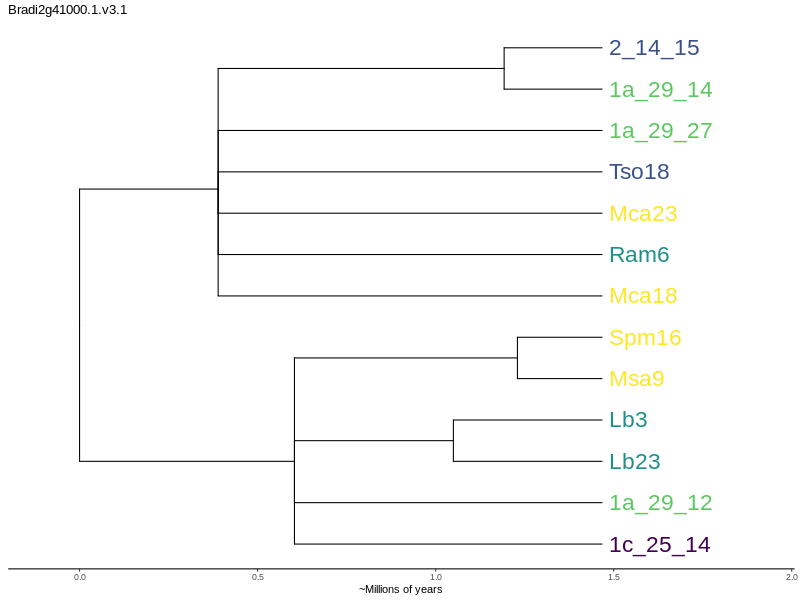 Bradi2g41000.1.v3.1
2_14_15
1a_29_14
1a_29_27
Tso18
Mca23
Ram6
Mca18
Spm16
Msa9
Lb3
Lb23
1a_29_12
1c_25_14
0.0 0.5 1.0 1.5 2.0
~Millions of years